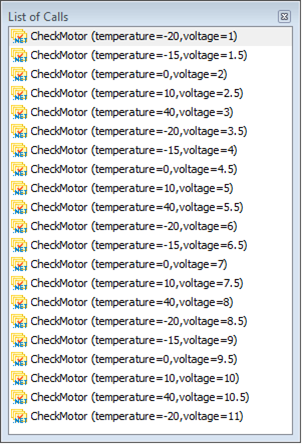 List of Calls
CheckMotor (temperature=-20,voltage=1)
CheckMotor (temperature=-15,voltage=1.5)
CheckMotor (temperature=0,voltage=2)
CheckMotor (temperature=10,voltage=2.5)
CheckMotor (temperature=40,voltage=3)
CheckMotor (temperature=-20,voltage=3.5)
CheckMotor (temperature=-15,voltage=4)
CheckMotor (temperature=0,voltage=4.5)
CheckMotor (temperature=10,voltage=5)
CheckMotor (temperature=40,voltage=5.5)
CheckMotor (temperature=-20,voltage=6)
CheckMotor (temperature=-15,voltage=6.5)
CheckMotor (temperature=0,voltage=7)
CheckMotor (temperature=10,voltage=7.5)
CheckMotor (temperature=40,voltage=8)
CheckMotor (temperature=-20,voltage=8.5)
CheckMotor (temperature=-15,voltage=9)
CheckMotor (temperature=0,voltage=9.5)
CheckMotor (temperature=10,voltage=10)
CheckMotor (temperature=40,voltage=10.5)
CheckMotor (temperature=-20,voltage=11)